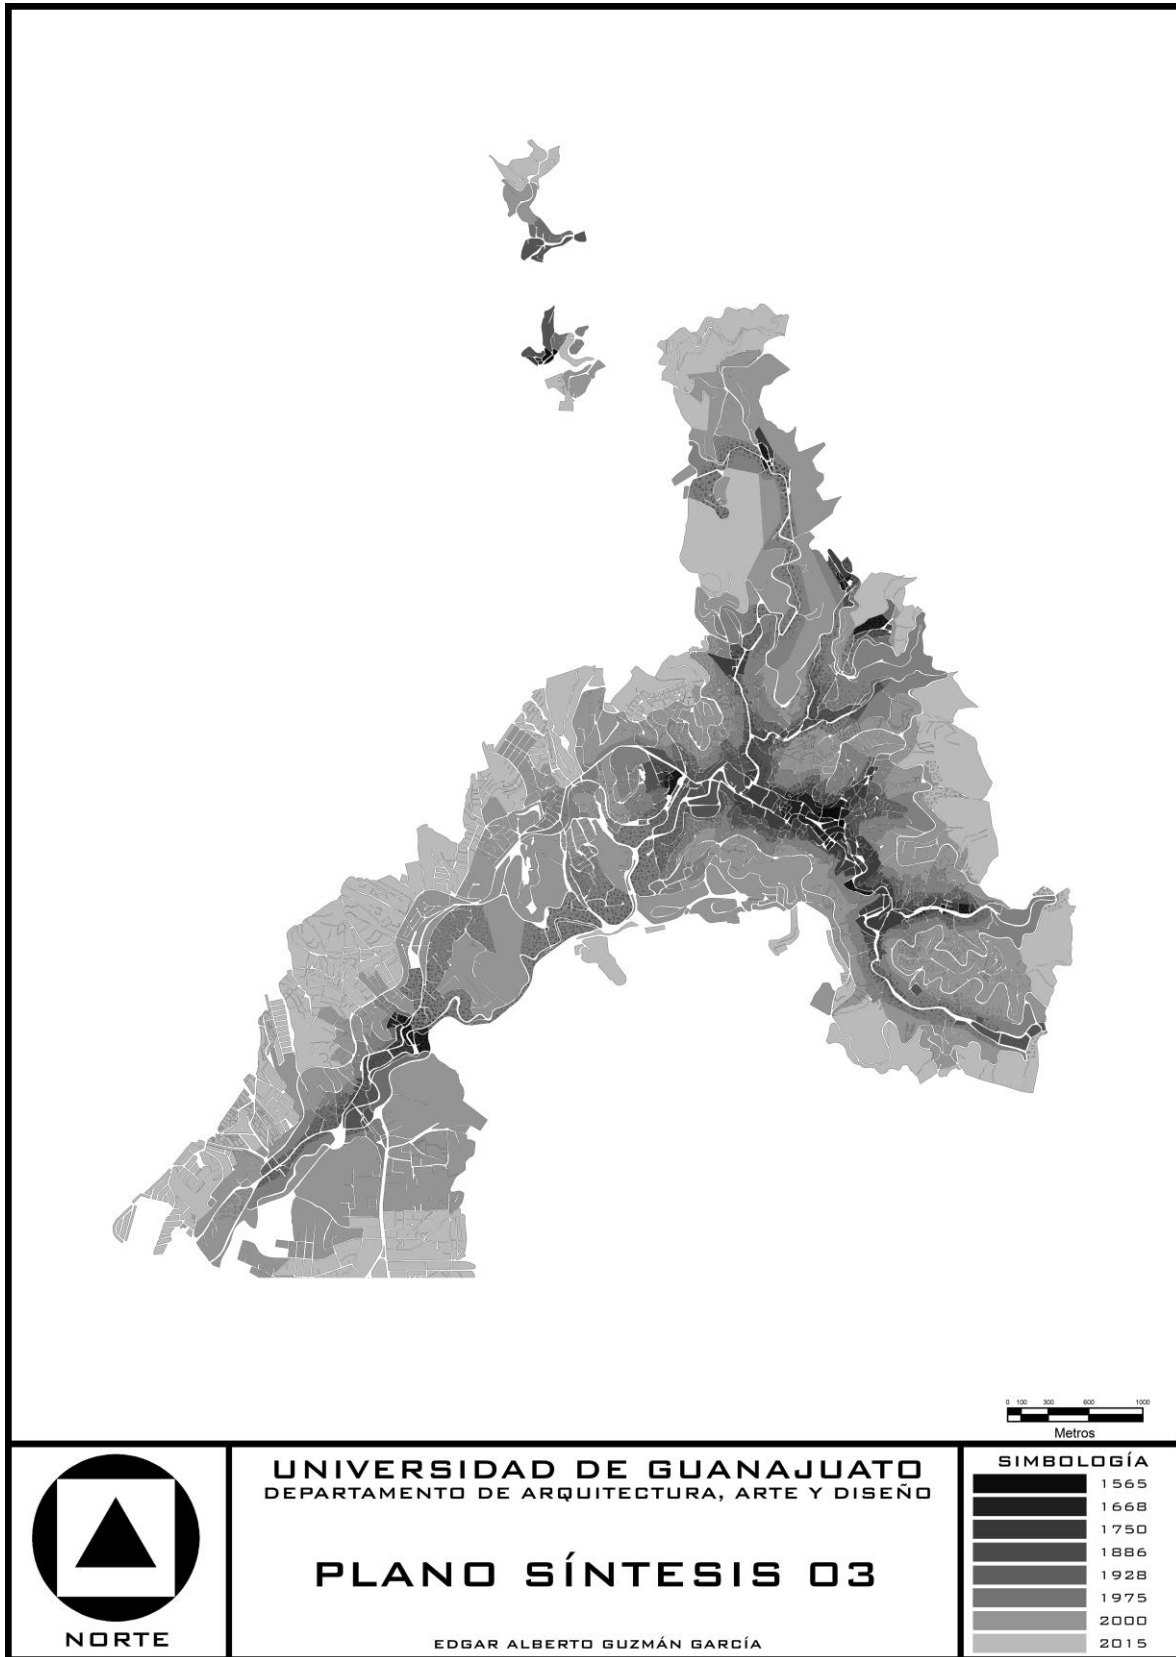 0 100 300 600 1000
Metros
NORTE
UNIVERSIDAD DE GUANAJUATO
DEPARTAMENTO DE ARQUITECTURA, ARTE Y DISEÑO
PLANO SÍNTESIS 03
EDGAR ALBERTO GUZMÁN GARCÍA
SIMBOLOGÍA
1565
1668
1750
1886
1928
1975
2000
2015